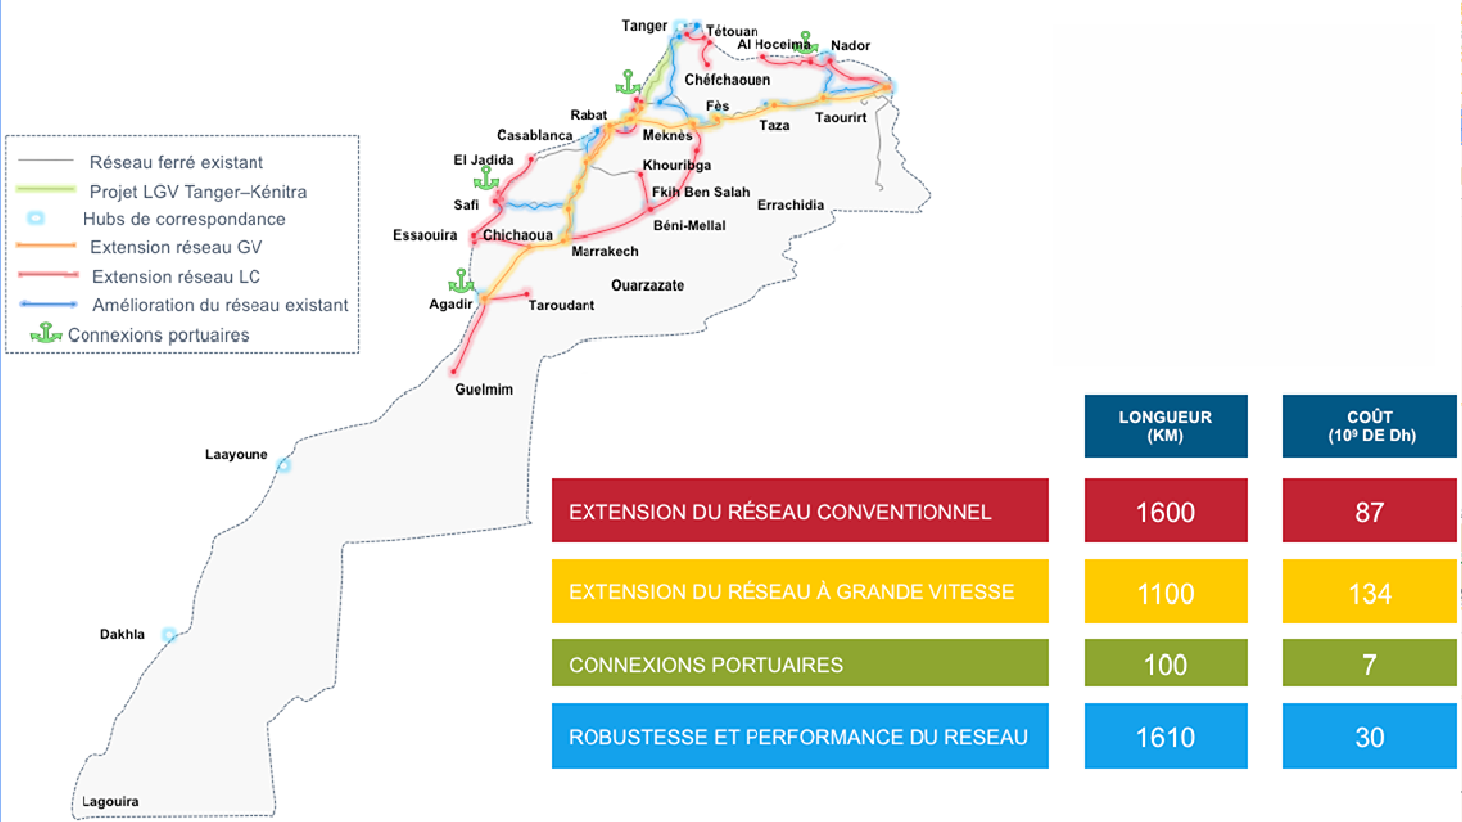 Tanger
Tétouan
Al Hoceima
Nador
Chéfchaouen
Fès
Rabat
Taourirt
Casablanca
Meknès
Taza
El Jadida
Khouribga
Fkih Ben Salah
Safi
Errachidia
Béni-Mellal
Essaouira
Chichaoua
Marrakech
Ouarzazate
Agadir
Taroudant
Guelmim
Laayoune
Dakhla
Lagouira
Réseau ferré existant
Projet LGV Tanger–Kénitra
Hubs de correspondance
Extension réseau GV
Extension réseau LC
Amélioration du réseau existant
Connexions portuaires
LONGUEUR
(KM)
COÛT
(10⁹ DE Dh)
EXTENSION DU RÉSEAU CONVENTIONNEL 1600 87
EXTENSION DU RÉSEAU À GRANDE VITESSE 1100 134
CONNEXIONS PORTUAIRES 100 7
ROBUSTESSE ET PERFORMANCE DU RESEAU 1610 30